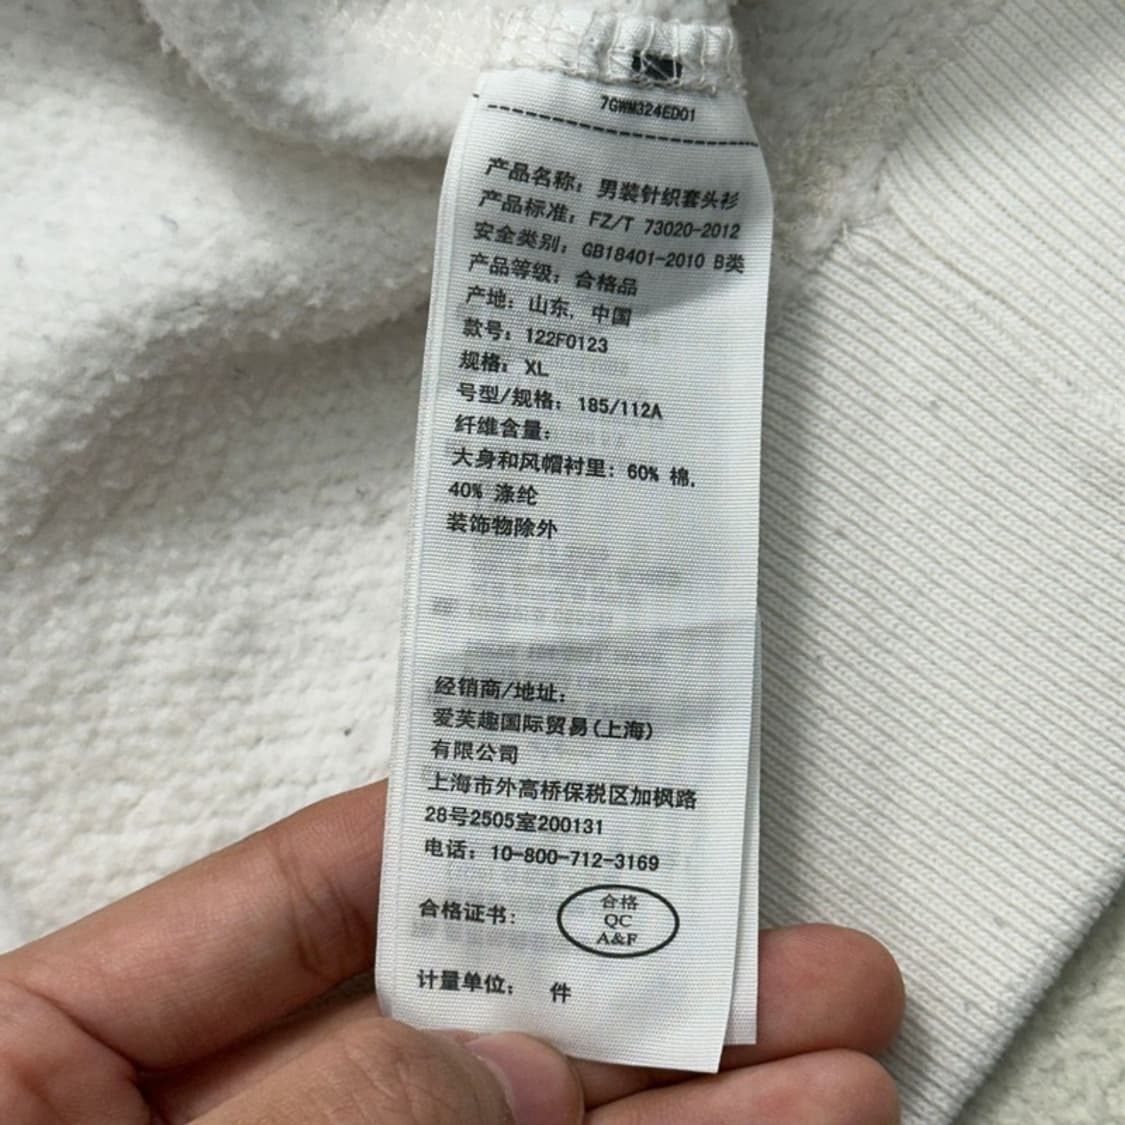 7GWM324ED01
产品名称: 男装针织套头衫
产品标准: FZ/T 73020-2012
安全类别: GB18401-2010 B类
产品等级: 合格品
产地: 山东, 中国
款号: 122F0123
规格: XL
号型/规格: 185/112A
纤维含量:
大身和风帽衬里: 60% 棉,
40% 涤纶
装饰物除外
经销商/地址:
爱芙趣国际贸易(上海)
有限公司
上海市外高桥保税区加枫路
28号2505室200131
电话: 10-800-712-3169
合格证书:
合格
QC
A&F
计量单位: 件